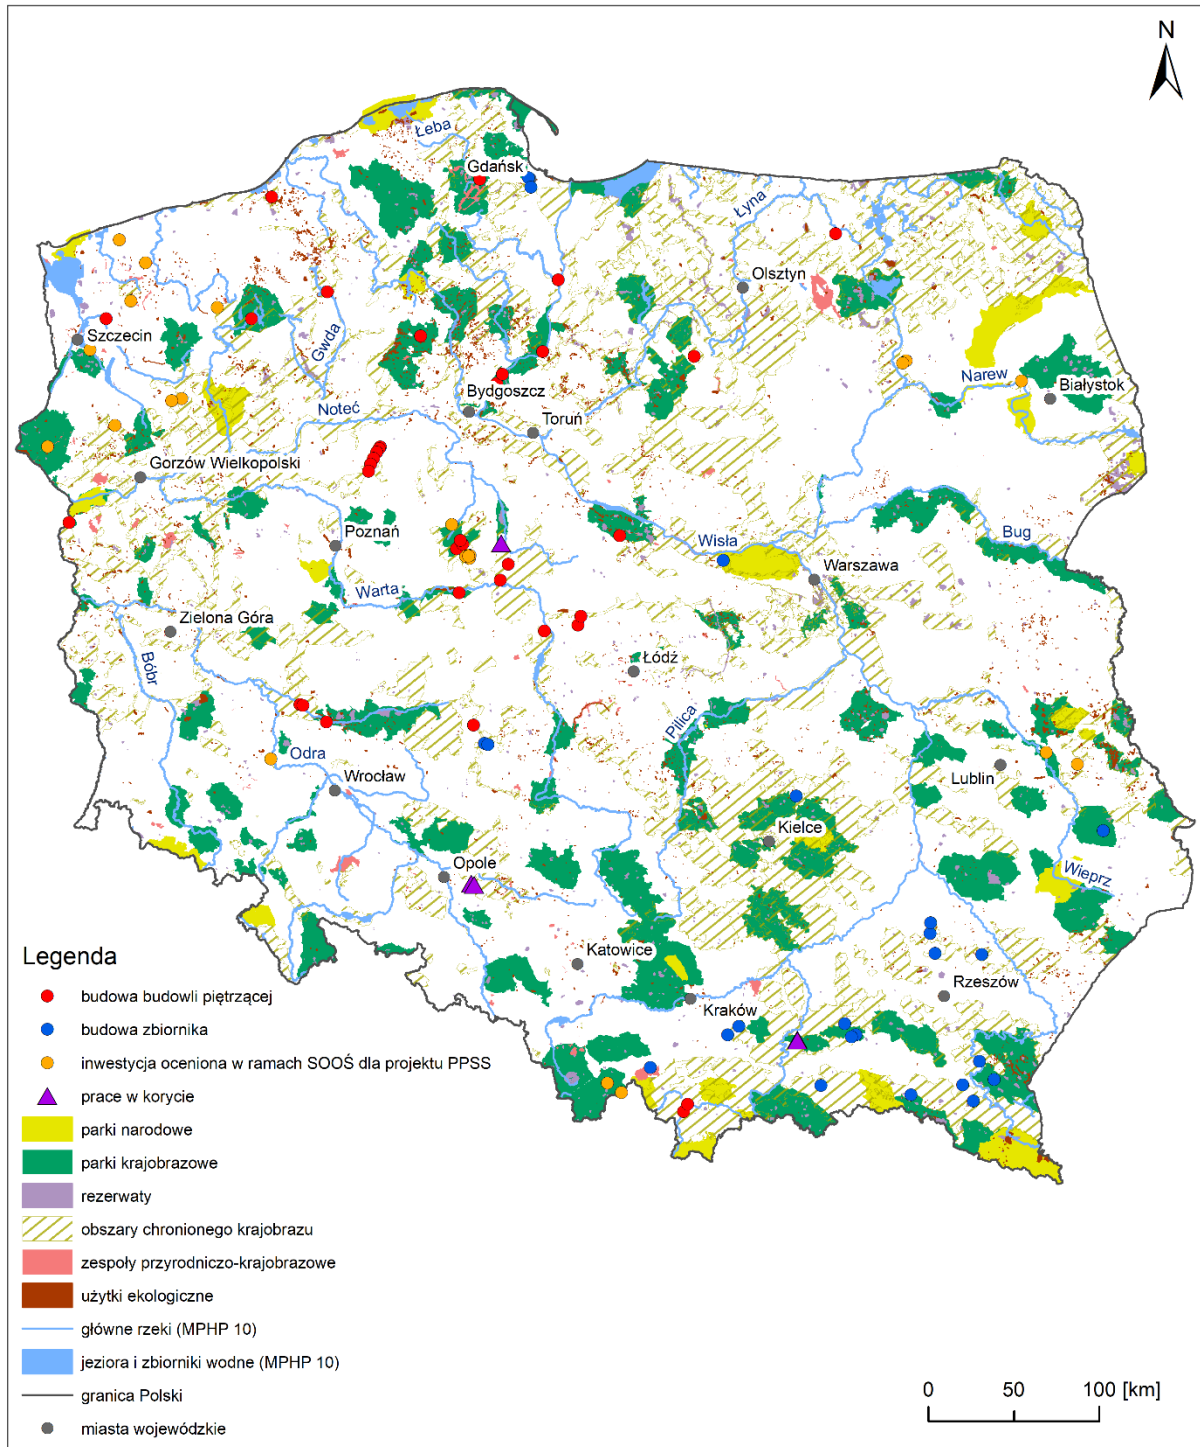 N
Łeba
Gdańsk
Łyna
Olsztyn
Szczecin
Gwda
Bydgoszcz
Narew
Białystok
Noteć
Toruń
Gorzów Wielkopolski
Poznań
Wisła
Bug
Warszawa
Warta
Zielona Góra
Bóbr
Łódź
Pilica
Odra
Wrocław
Lublin
Kielce
Opole
Wieprz
Katowice
Rzeszów
Kraków
Legenda
budowa budowli piętrzącej
budowa zbiornika
inwestycja oceniona w ramach SOOŚ dla projektu PPSS
prace w korycie
parki narodowe
parki krajobrazowe
rezerwaty
obszary chronionego krajobrazu
zespoły przyrodniczo-krajobrazowe
użytki ekologiczne
główne rzeki (MPHP 10)
jeziora i zbiorniki wodne (MPHP 10)
granica Polski
miasta wojewódzkie
0 50 100 [km]